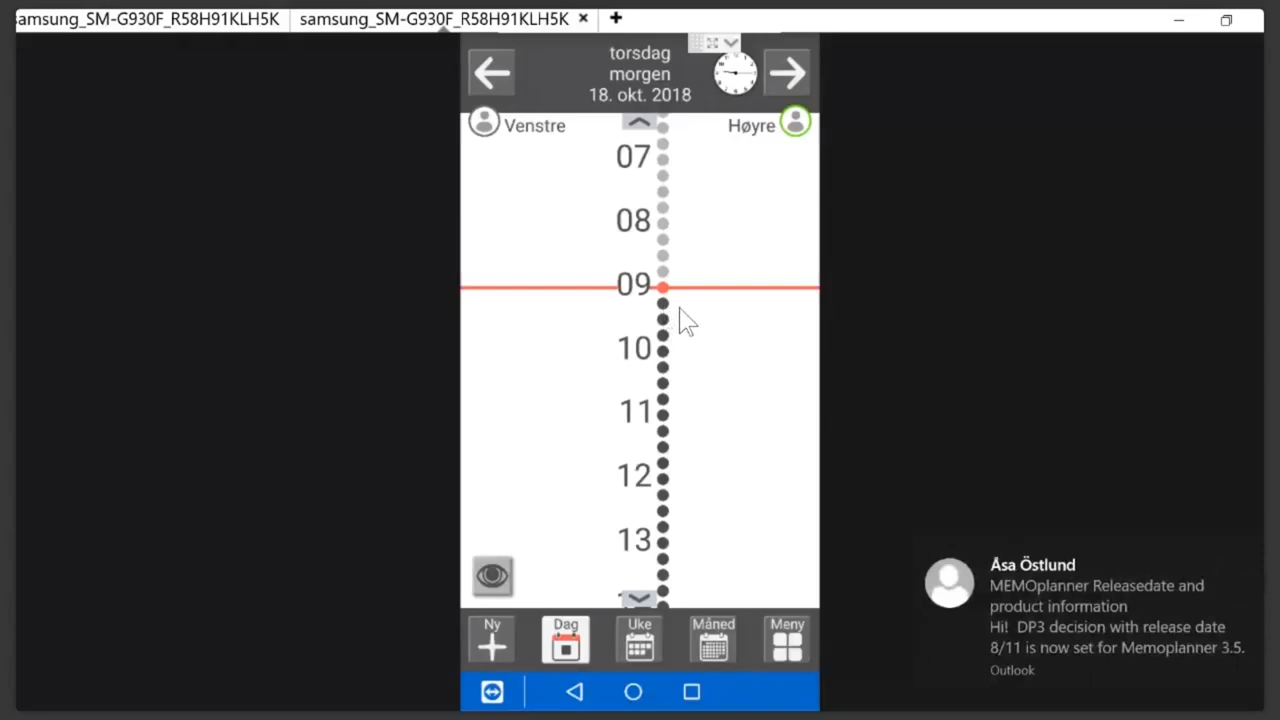 samsung_SM-G930F_R58H91KLH5K
samsung_SM-G930F_R58H91KLH5K
torsdag
morgen
18. okt. 2018
Venstre
Høyre
07
08
09
10
11
12
13
Ny
Dag
Uke
Måned
Meny
Åsa Östlund
MEMOplanner Releasedate and
product information
Hi! DP3 decision with release date
8/11 is now set for Memoplanner 3.5.
Outlook